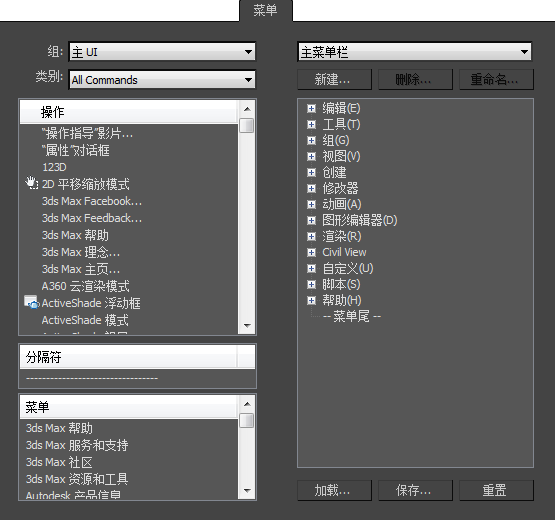 菜单
组: 主 UI
类别: All Commands
操作
“操作指导”影片...
“属性”对话框
123D
2D 平移缩放模式
3ds Max Facebook...
3ds Max Feedback...
3ds Max 帮助
3ds Max 理念...
3ds Max 主页...
A360 云渲染模式
ActiveShade 浮动框
ActiveShade 模式
分隔符
--------------------------------
菜单
3ds Max 帮助
3ds Max 服务和支持
3ds Max 社区
3ds Max 资源和工具
Autodesk 产品信息
主菜单栏
新建... 删除... 重命名...
编辑(E)
工具(T)
组(G)
视图(V)
创建
修改器
动画(A)
图形编辑器(D)
渲染(R)
Civil View
自定义(U)
脚本(S)
帮助(H)
-- 菜单尾 --
加载... 保存... 重置